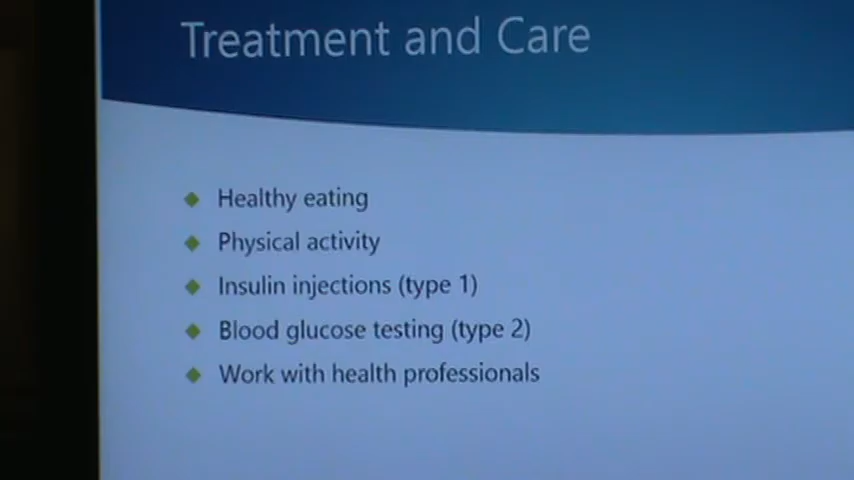 Treatment and Care
Healthy eating
Physical activity
Insulin injections (type 1)
Blood glucose testing (type 2)
Work with health professionals